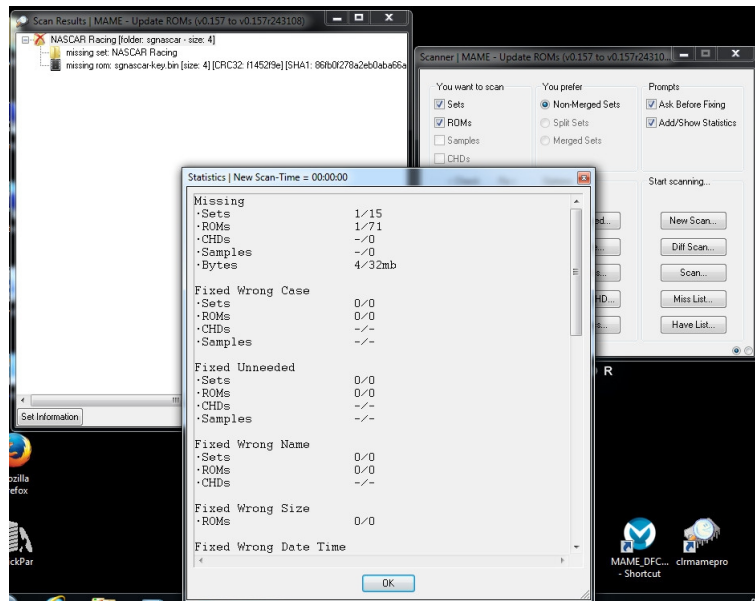 Scan Results | MAME - Update ROMs (v0.157 to v0.157r243108)
NASCAR Racing [folder: sgnascar - size: 4]
missing set: NASCAR Racing
missing rom: sgnascar-key.bin [size: 4] [CRC32: f1452f9e] [SHA1: 86fb0f278a2eb0aba66a
Set Information
Scanner | MAME - Update ROMs (v0.157 to v0.157r24310...
You want to scan
You prefer
Prompts
Sets
Non-Merged Sets
Ask Before Fixing
ROMs
Split Sets
Add/Show Statistics
Samples
Merged Sets
CHDs
Start scanning...
New Scan...
Diff Scan...
Scan...
HD...
Miss List...
Have List...
Statistics | New Scan-Time = 00:00:00
Missing
·Sets 1/15
·ROMs 1/71
·CHDs -/0
·Samples -/0
·Bytes 4/32mb
Fixed Wrong Case
·Sets 0/0
·ROMs 0/0
·CHDs -/-
·Samples -/-
Fixed Unneeded
·Sets 0/0
·ROMs 0/0
·CHDs -/-
·Samples -/-
Fixed Wrong Name
·Sets 0/0
·ROMs 0/0
·CHDs -/-
Fixed Wrong Size
·ROMs 0/0
Fixed Wrong Date Time
OK
R
ozilla
refox
ckPar
MAME_DFC... - Shortcut
clrmamepro